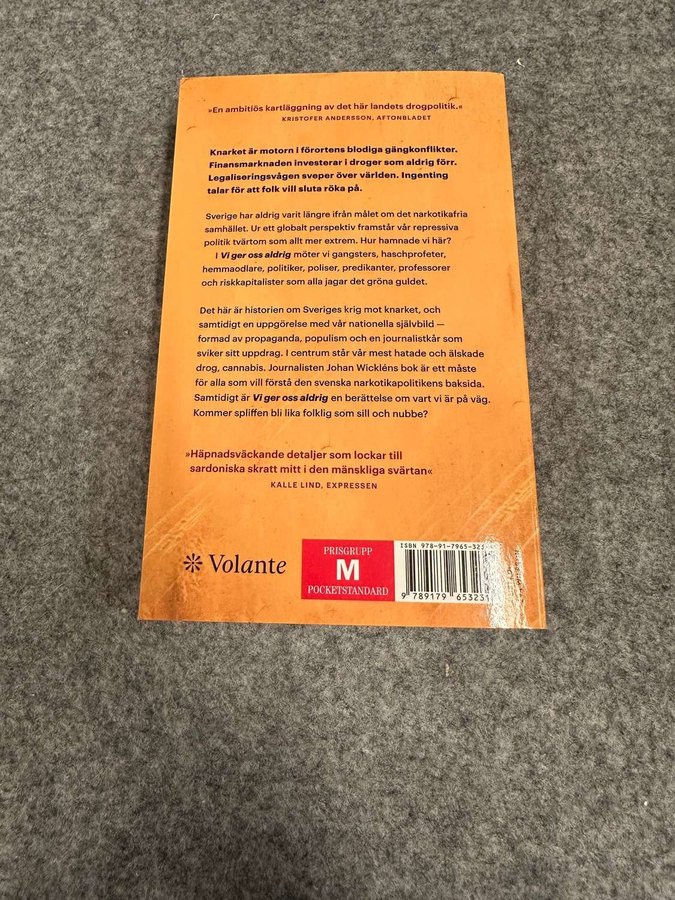 »En ambitiös kartläggning av det här landets drogpolitik.«
KRISTOFER ANDERSSON, AFTONBLADET
Knarket är motorn i förortens blodiga gängkonflikter.
Finansmarknaden investerar i droger som aldrig förr.
Legaliseringsvågen sveper över världen. Ingenting
talar för att folk vill sluta röka på.
Sverige har aldrig varit längre ifrån målet om det narkotikafria
samhället. Ur ett globalt perspektiv framstår vår repressiva
politik tvärtom som allt mer extrem. Hur hamnade vi här?
I Vi ger oss aldrig möter vi gangsters, haschprofeter,
hemmaodlare, politiker, poliser, predikanter, professorer
och riskkapitalister som alla jagar det gröna guldet.
Det här är historien om Sveriges krig mot knarket, och
samtidigt en uppgörelse med vår nationella självbild —
formad av propaganda, populism och en journalistkår som
sviker sitt uppdrag. I centrum står vår mest hatade och älskade
drog, cannabis. Journalisten Johan Wickléns bok är ett måste
för alla som vill förstå den svenska narkotikapolitikens baksida.
Samtidigt är Vi ger oss aldrig en berättelse om vart vi är på väg.
Kommer spliffen bli lika folklig som sill och nubbe?
»Häpnadsväckande detaljer som lockar till
sardoniska skratt mitt i den mänskliga svärtan«
KALLE LIND, EXPRESSEN
Volante
PRISGRUPP
M
POCKETSTANDARD
ISBN 978-91-7965-323
9 789179 65323